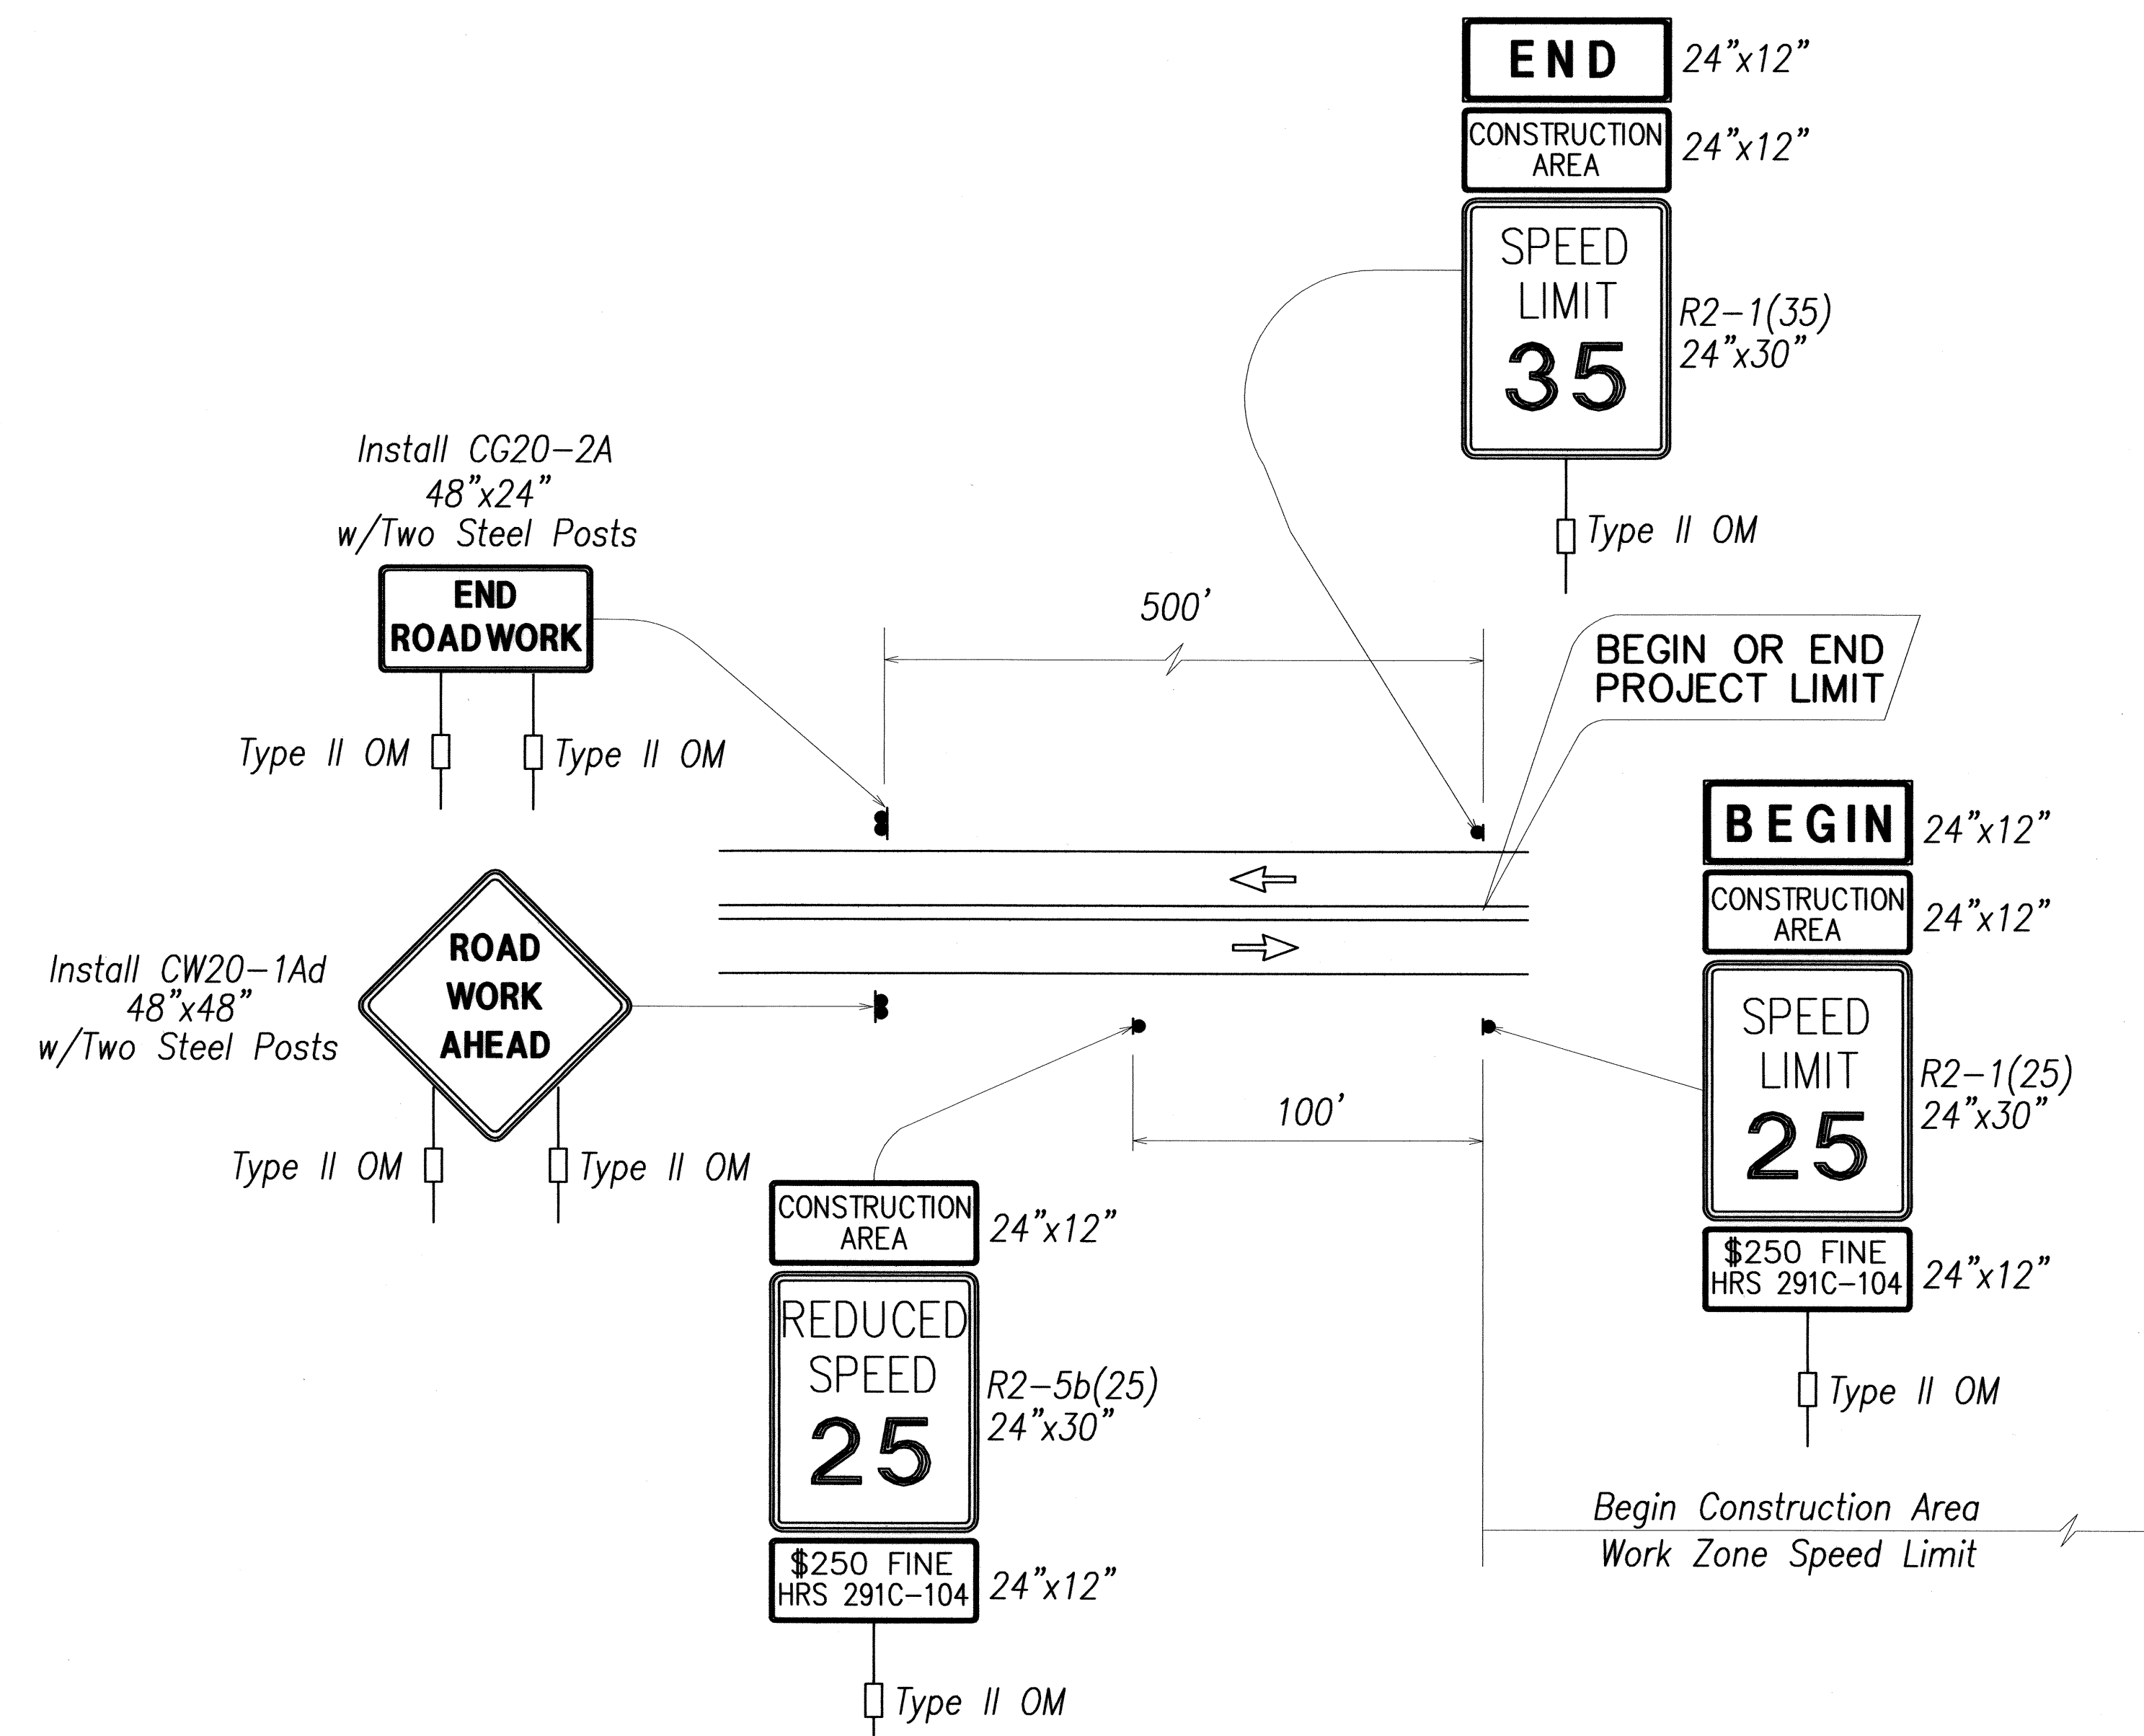 END
24”x12”
CONSTRUCTION
AREA
24”x12”
SPEED
LIMIT
35
R2-1(35)
24”x30”
Type II OM
Install CG20-2A
48”x24”
w/Two Steel Posts
END
ROAD WORK
Type II OM
Type II OM
500’
BEGIN OR END
PROJECT LIMIT
BEGIN
24”x12”
CONSTRUCTION
AREA
24”x12”
SPEED
LIMIT
25
R2-1(25)
24”x30”
$250 FINE
HRS 291C-104
24”x12”
Type II OM
Install CW20-1Ad
48”x48”
w/Two Steel Posts
ROAD
WORK
AHEAD
Type II OM
Type II OM
100’
CONSTRUCTION
AREA
24”x12”
REDUCED
SPEED
25
R2-5b(25)
24”x30”
$250 FINE
HRS 291C-104
24”x12”
Type II OM
Begin Construction Area
Work Zone Speed Limit